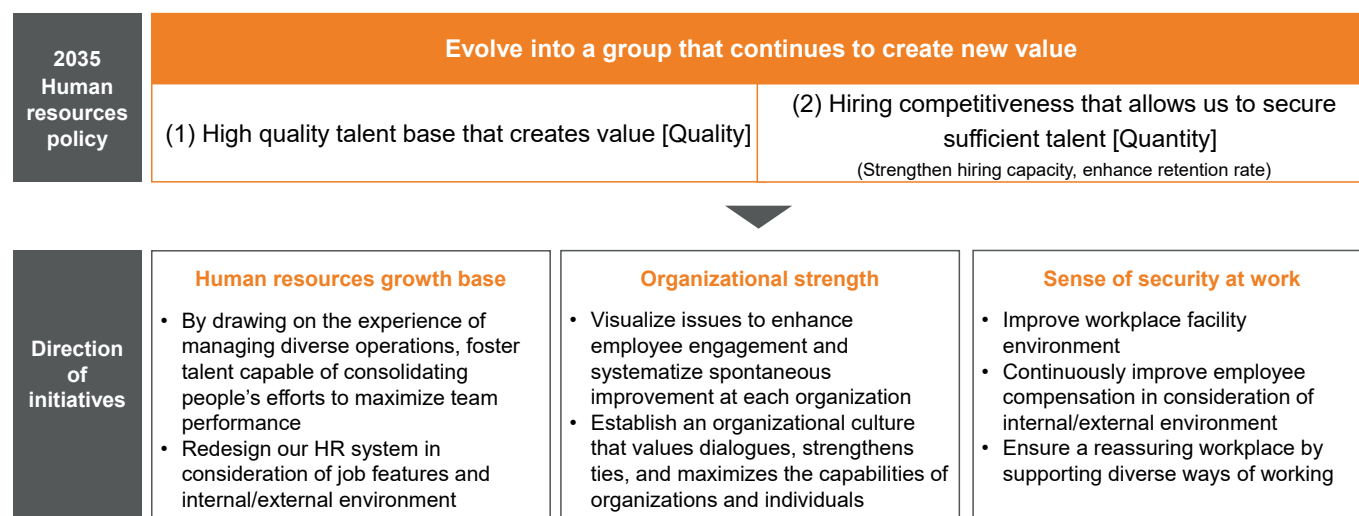 2035
Human
resources
policy
Evolve into a group that continues to create new value
(1) High quality talent base that creates value [Quality]
(2) Hiring competitiveness that allows us to secure
sufficient talent [Quantity]
(Strengthen hiring capacity, enhance retention rate)
Direction
of
initiatives
Human resources growth base
• By drawing on the experience of
managing diverse operations, foster
talent capable of consolidating
people's efforts to maximize team
performance
• Redesign our HR system in
consideration of job features and
internal/external environment
Organizational strength
• Visualize issues to enhance
employee engagement and
systematize spontaneous
improvement at each organization
• Establish an organizational culture
that values dialogues, strengthens
ties, and maximizes the capabilities of
organizations and individuals
Sense of security at work
• Improve workplace facility
environment
• Continuously improve employee
compensation in consideration of
internal/external environment
• Ensure a reassuring workplace by
supporting diverse ways of working